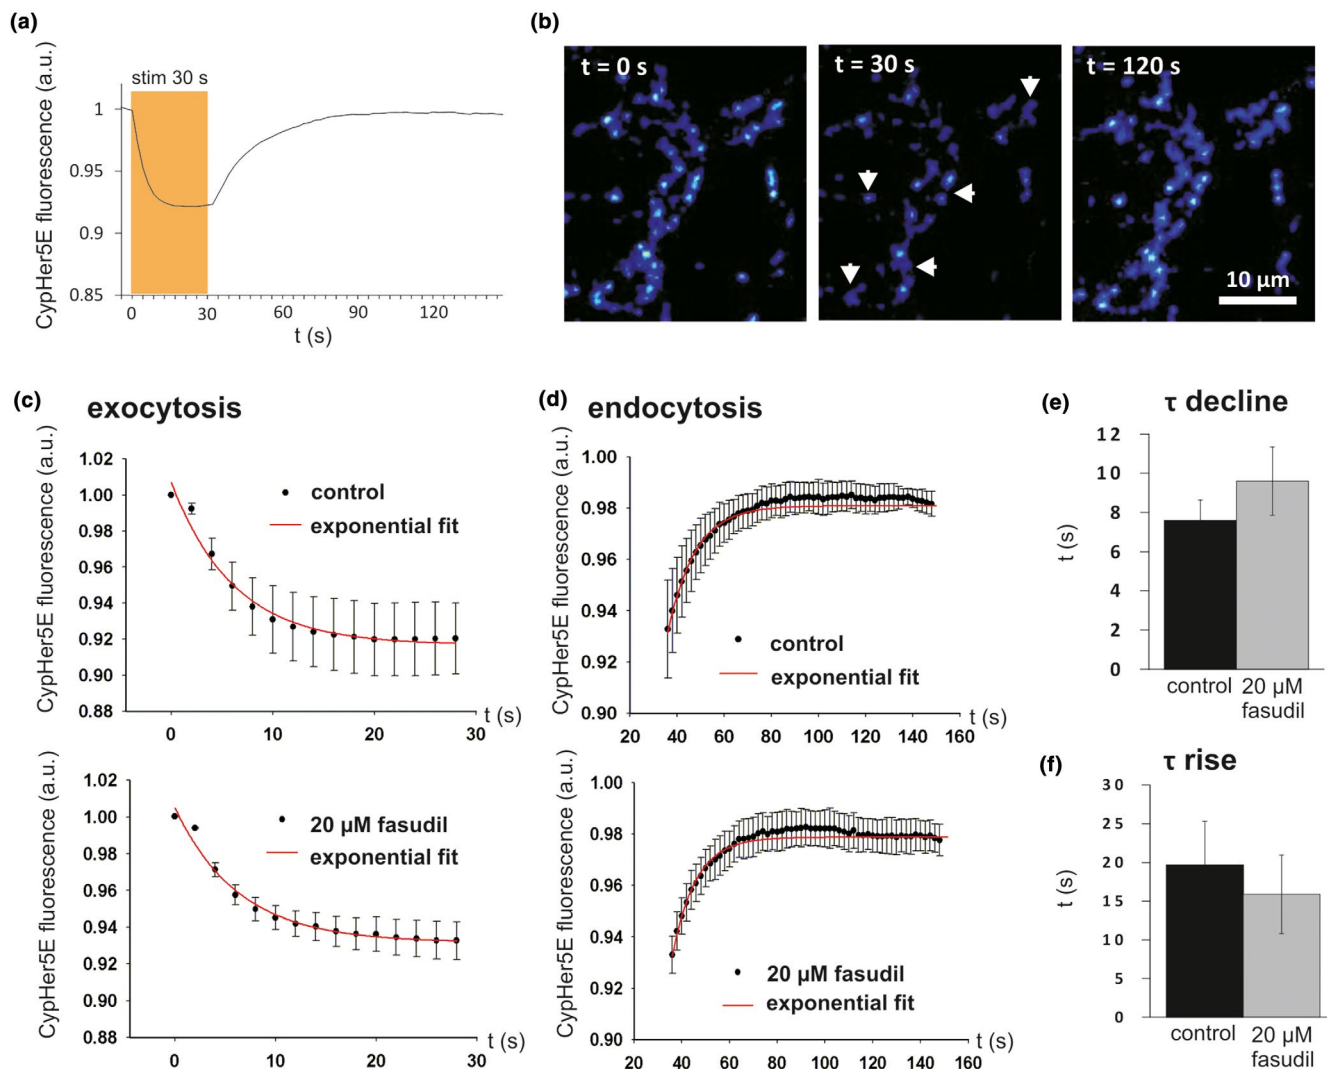 (a)
CypHer5E fluorescence (a.u.)
stim 30 s
1
0.95
0.9
0.85
0
30
60
90
120
t (s)
(b)
t = 0 s
t = 30 s
t = 120 s
10 µm
(c) exocytosis
CypHer5E fluorescence (a.u.)
1.02
1.00
0.98
0.96
0.94
0.92
0.90
0.88
control
exponential fit
t (s)
0
10
20
30
CypHer5E fluorescence (a.u.)
1.02
1.00
0.98
0.96
0.94
0.92
0.90
0.88
20 µM fasudil
exponential fit
t (s)
0
10
20
30
(d) endocytosis
CypHer5E fluorescence (a.u.)
1.00
0.98
0.96
0.94
0.92
0.90
control
exponential fit
t (s)
20
40
60
80
100
120
140
160
CypHer5E fluorescence (a.u.)
1.00
0.98
0.96
0.94
0.92
0.90
20 µM fasudil
exponential fit
t (s)
20
40
60
80
100
120
140
160
(e) τ decline
t (s)
12
10
8
6
4
2
0
control
20 µM
fasudil
(f) τ rise
t (s)
30
25
20
15
10
5
0
control
20 µM
fasudil